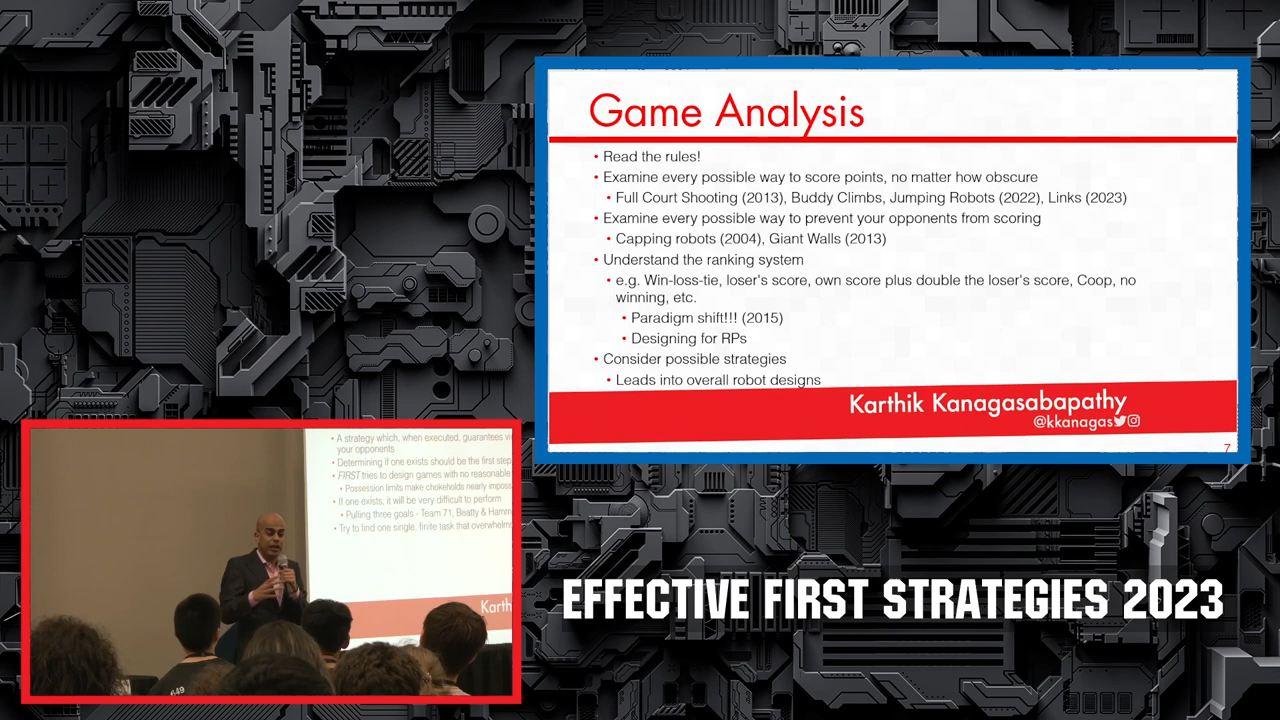 Game Analysis
• Read the rules!
• Examine every possible way to score points, no matter how obscure
• Full Court Shooting (2013), Buddy Climbs, Jumping Robots (2022), Links (2023)
• Examine every possible way to prevent your opponents from scoring
• Capping robots (2004), Giant Walls (2013)
• Understand the ranking system
• e.g. Win-loss-tie, loser's score, own score plus double the loser's score, Coop, no
winning, etc.
• Paradigm shift!!! (2015)
• Designing for RPs
• Consider possible strategies
• Leads into overall robot designs
Karthik Kanagasabapathy
@kkanagas
7
• A strategy which, when executed, guarantees
your opponents
• Determining if one exists should be the first step
• FIRST tries to design games with no reasonable
• Possession limits make chokeholds nearly
• If one exists, it will be very difficult to perform
• Pulling three goals - Team 71, Beatty &
• Try to find one single, finite task that
Karth
649
EFFECTIVE FIRST STRATEGIES 2023